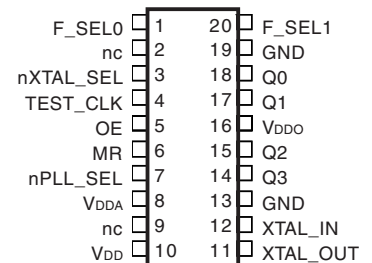 F_SEL0 1 20 F_SEL1
nc 2 19 GND
nXTAL_SEL 3 18 Q0
TEST_CLK 4 17 Q1
OE 5 16 VDDO
MR 6 15 Q2
nPLL_SEL 7 14 Q3
VDDA 8 13 GND
nc 9 12 XTAL_IN
VDD 10 11 XTAL_OUT